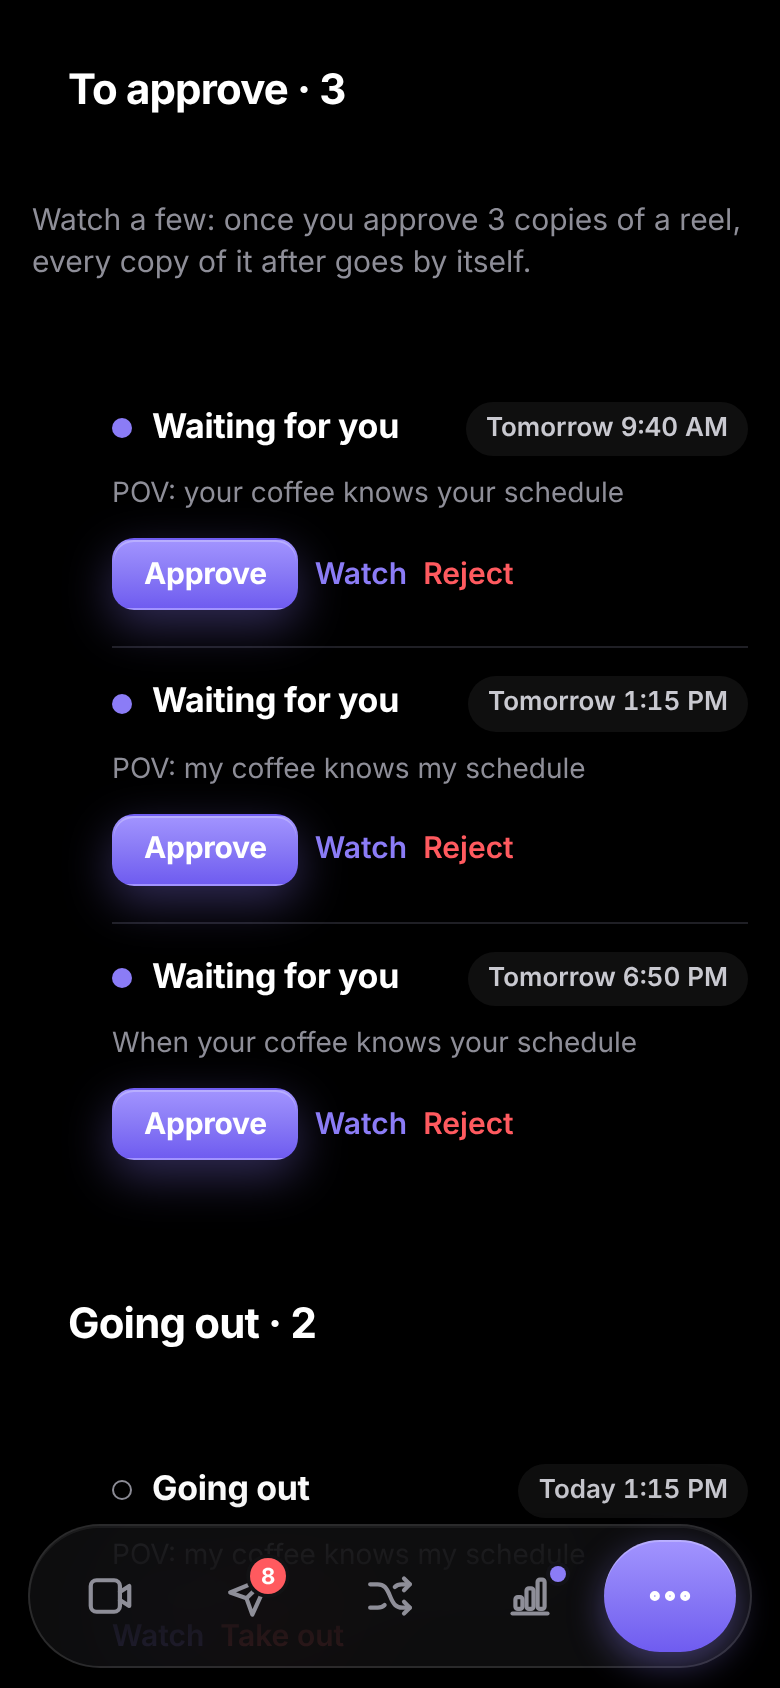 To approve · 3
Watch a few: once you approve 3 copies of a reel,
every copy of it after goes by itself.
Waiting for you
Tomorrow 9:40 AM
POV: your coffee knows your schedule
Approve Watch Reject
Waiting for you
Tomorrow 1:15 PM
POV: my coffee knows my schedule
Approve Watch Reject
Waiting for you
Tomorrow 6:50 PM
When your coffee knows your schedule
Approve Watch Reject
Going out · 2
Going out
Today 1:15 PM
POV: my coffee knows my schedule
8
Watch Take out